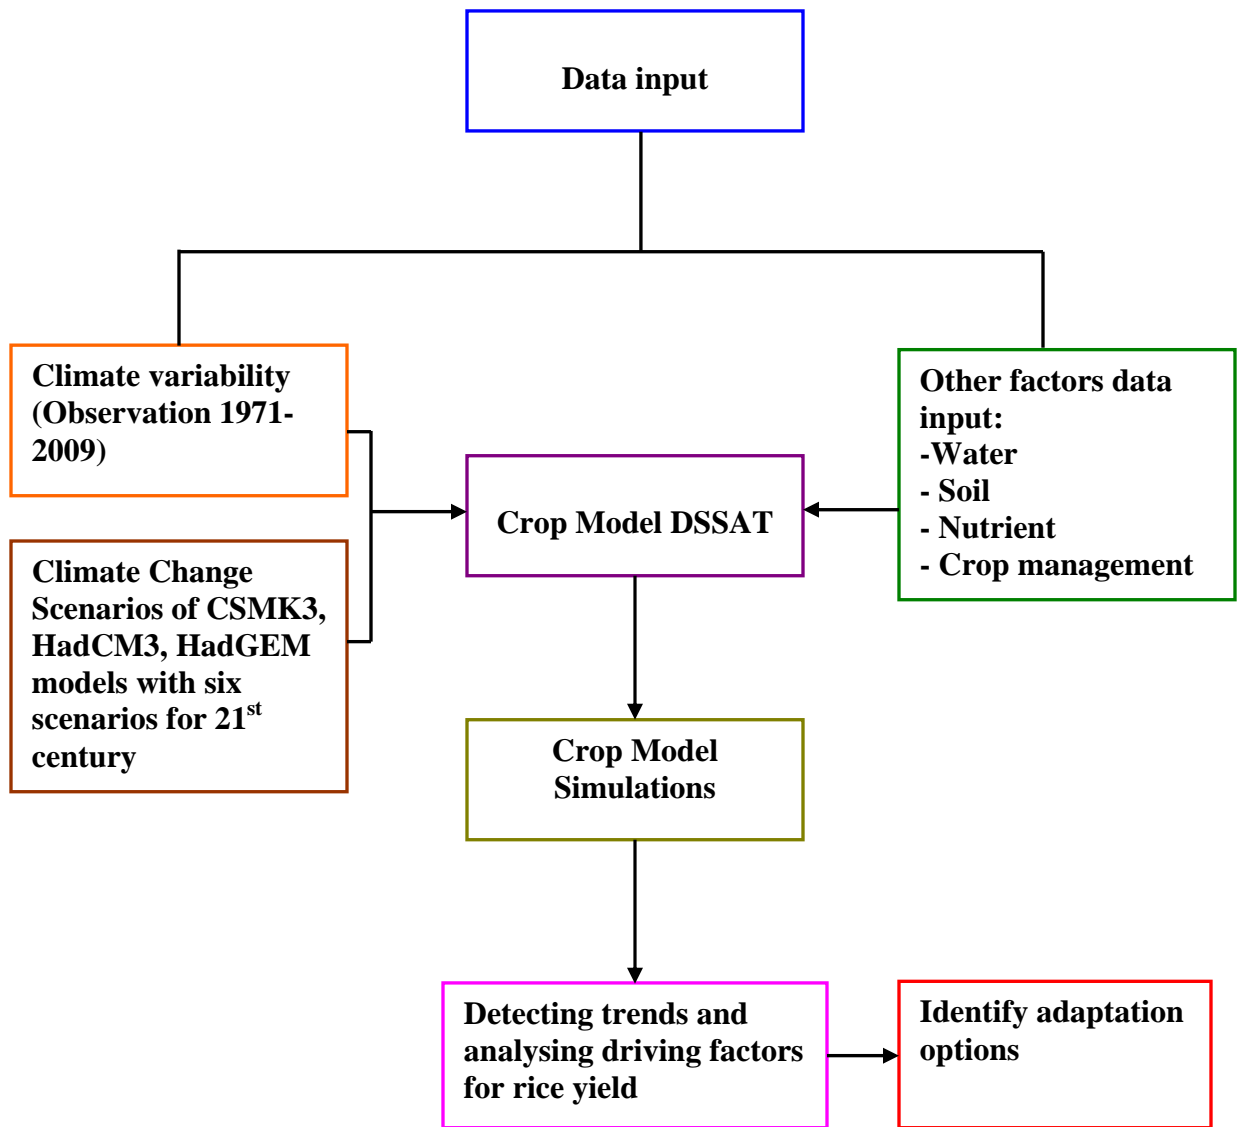 Data input
Climate variability
(Observation 1971-
2009)
Climate Change
Scenarios of CSMK3,
HadCM3, HadGEM
models with six
scenarios for 21st
century
Crop Model DSSAT
Other factors data
input:
-Water
- Soil
- Nutrient
- Crop management
Crop Model
Simulations
Detecting trends and
analysing driving factors
for rice yield
Identify adaptation
options